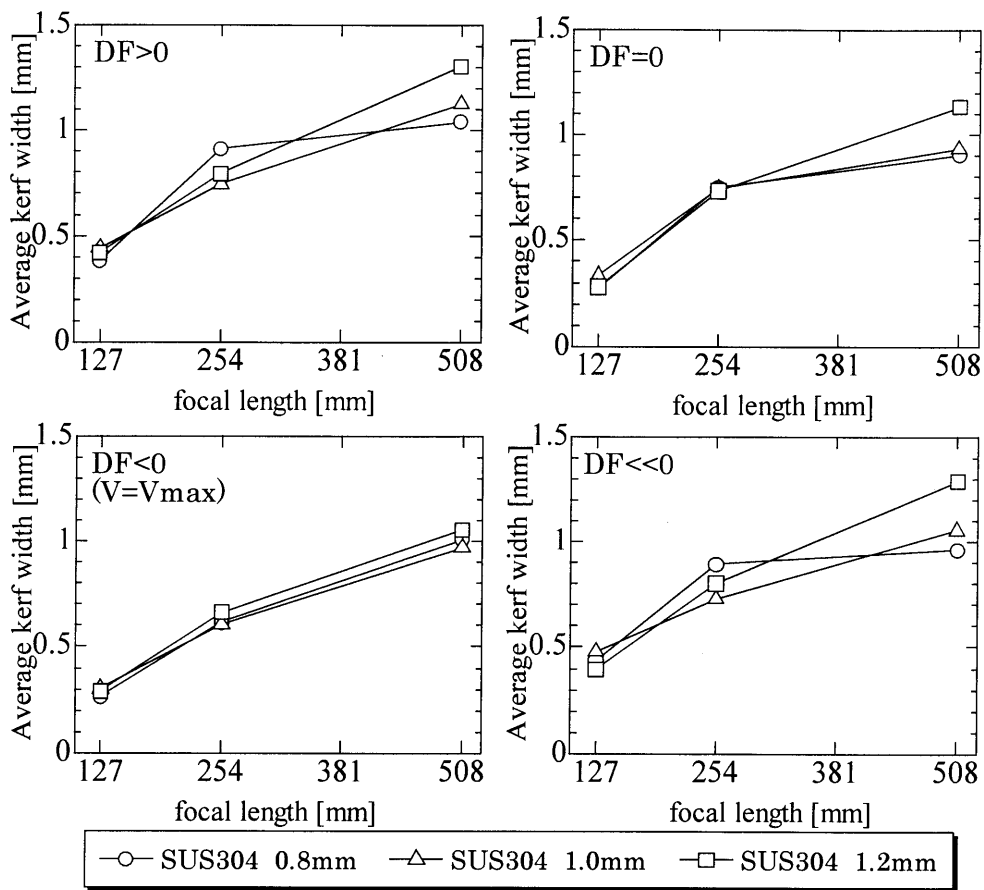 DF>0
1.5
1
0.5
0
Average kerf width [mm]
127 254 381 508
focal length [mm]
DF=0
1.5
1
0.5
0
Average kerf width [mm]
127 254 381 508
focal length [mm]
DF<0
(V=Vmax)
1.5
1
0.5
0
Average kerf width [mm]
127 254 381 508
focal length [mm]
DF<<0
1.5
1
0.5
0
Average kerf width [mm]
127 254 381 508
focal length [mm]
SUS304 0.8mm SUS304 1.0mm SUS304 1.2mm